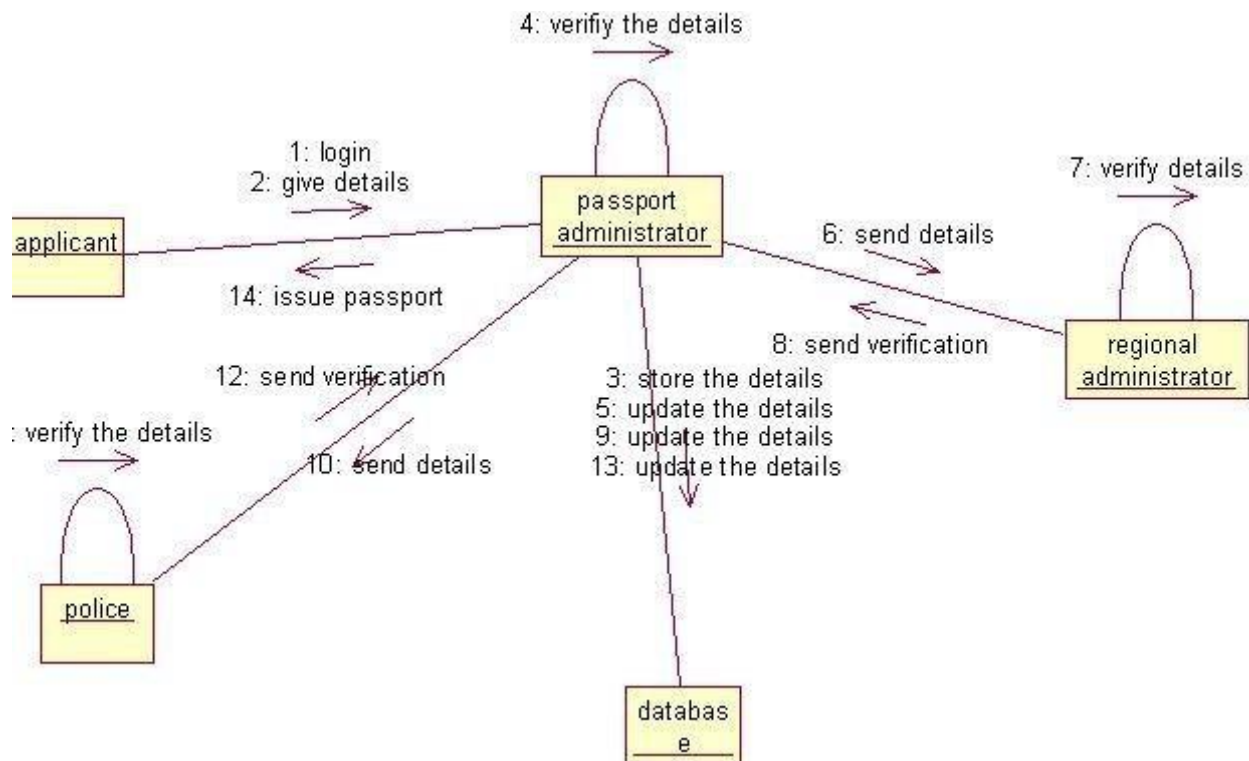 4: verifiy the details
1: login
2: give details
7: verify details
passport
administrator
applicant
6: send details
14: issue passport
8: send verification
regional
administrator
12: send verification
3: store the details
5: update the details
9: update the details
13: update the details
: verify the details
10: send details
police
databas
e